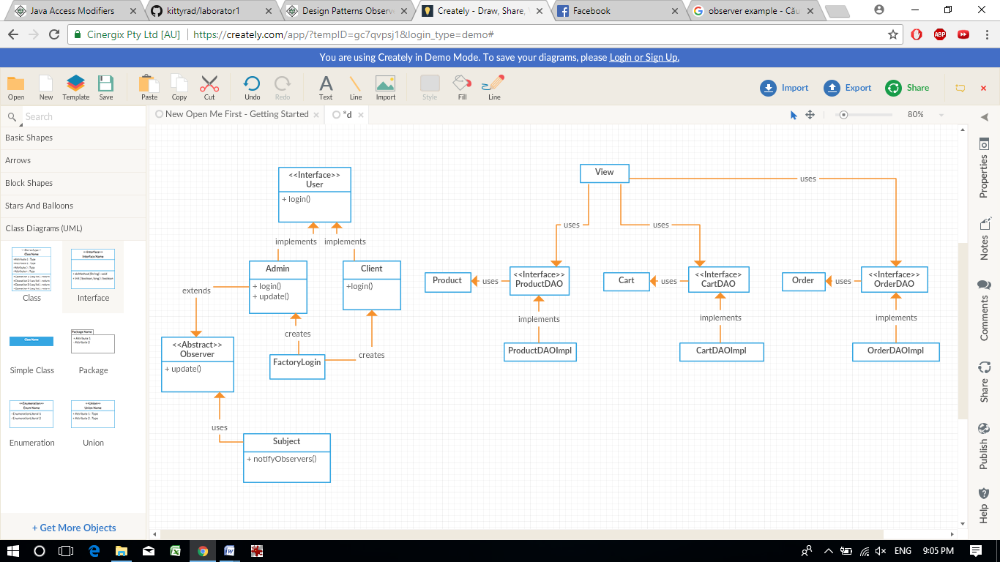 Java Access Modifiers
kittyrad/laborator1
Design Patterns Observe
Creately - Draw, Share,
Facebook
observer example - Cău
Cinergix Pty Ltd [AU]
https://creately.com/app/?tempID=gc7qvpsj1&login_type=demo#
ABP
You are using Creately in Demo Mode. To save your diagrams, please Login or Sign Up.
Open
New
Template
Save
Paste
Copy
Cut
Undo
Redo
Text
Line
Import
Style
Fill
Line
Import
Export
Share
Search
New Open Me First - Getting Started
*d
80%
Basic Shapes
Arrows
Block Shapes
Stars And Balloons
Class Diagrams (UML)
Class
Interface
Simple Class
Package
Enumeration
Union
+ Get More Objects
<<Interface>>
User
+ login()
implements
implements
Admin
+ login()
+ update()
Client
+login()
extends
creates
creates
<<Abstract>>
Observer
+ update()
FactoryLogin
uses
Subject
+ notifyObservers()
View
uses
uses
uses
Product
uses
<<Interface>>
ProductDAO
implements
ProductDAOImpl
Cart
uses
<<Interface>
CartDAO
implements
CartDAOImpl
Order
uses
<<Interface>>
OrderDAO
implements
OrderDAOImpl
Properties
Notes
Comments
Share
Publish
Help
ENG
9:05 PM